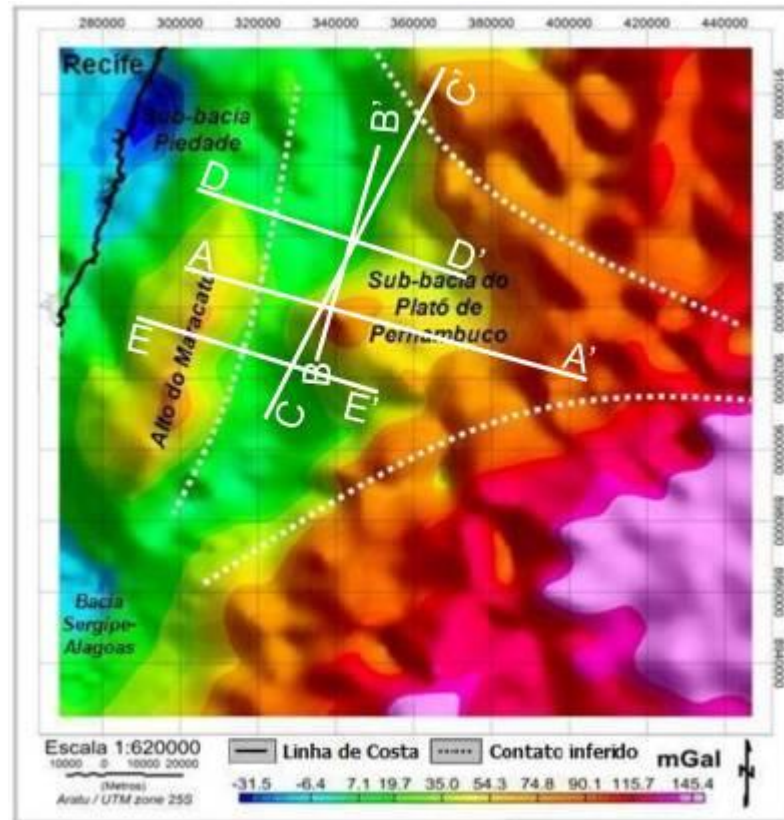 280000 300000 320000 340000 360000 380000 400000 420000 440000
Recife
Sub-bacia
Piedade
C'
B'
D
D'
A
A'
Sub-bacia do
Platô de
Pernambuco
Alto do Maracatu
E
B
C
E'
Bacia
Sergipe-
Alagoas
Escala 1:620000
10000 0 10000 20000
(Metros)
Aratu / UTM zone 25S
Linha de Costa
Contato inferido
mGal
N
-31.5 -6.4 7.1 19.7 35.0 54.3 74.8 90.1 115.7 145.4